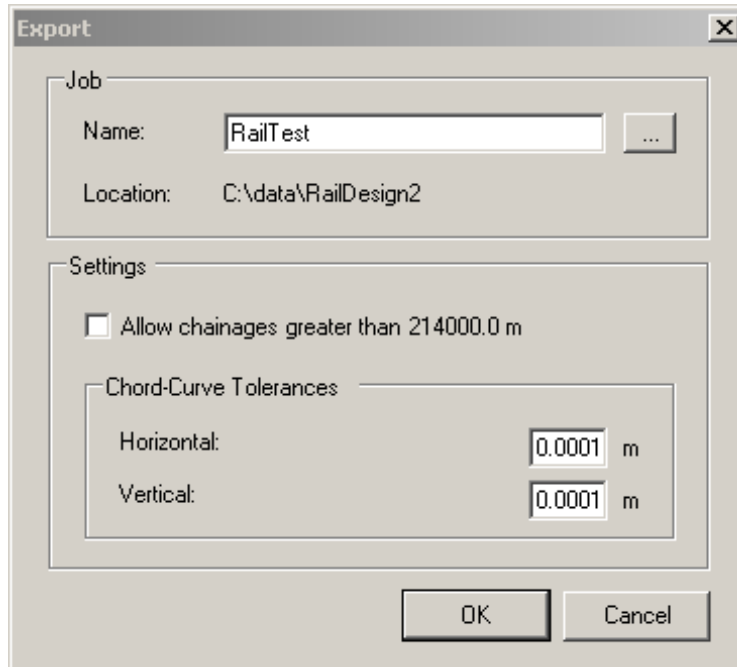 Export
Job
Name: RailTest ...
Location: C:\data\RailDesign2
Settings
Allow chainages greater than 214000.0 m
Chord-Curve Tolerances
Horizontal: 0.0001 m
Vertical: 0.0001 m
OK Cancel